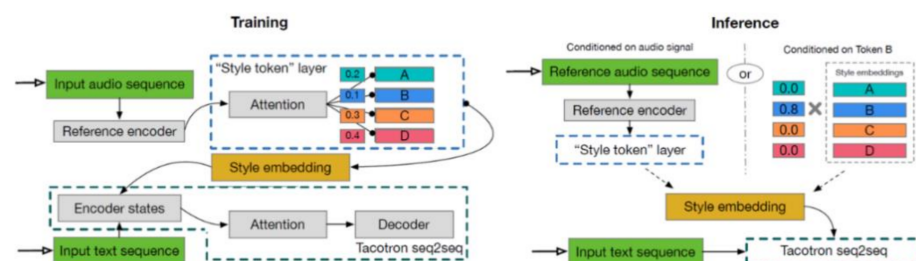 Training
Input audio sequence
Reference encoder
"Style token" layer
Attention
0.2
A
0.1
B
0.3
C
0.4
D
Style embedding
Encoder states
Attention
Decoder
Tacotron seq2seq
Input text sequence
Inference
Conditioned on audio signal
Reference audio sequence
Reference encoder
"Style token" layer
or
Conditioned on Token B
Style embeddings
0.0
A
0.8
B
0.0
C
0.0
D
Style embedding
Input text sequence
Tacotron seq2seq